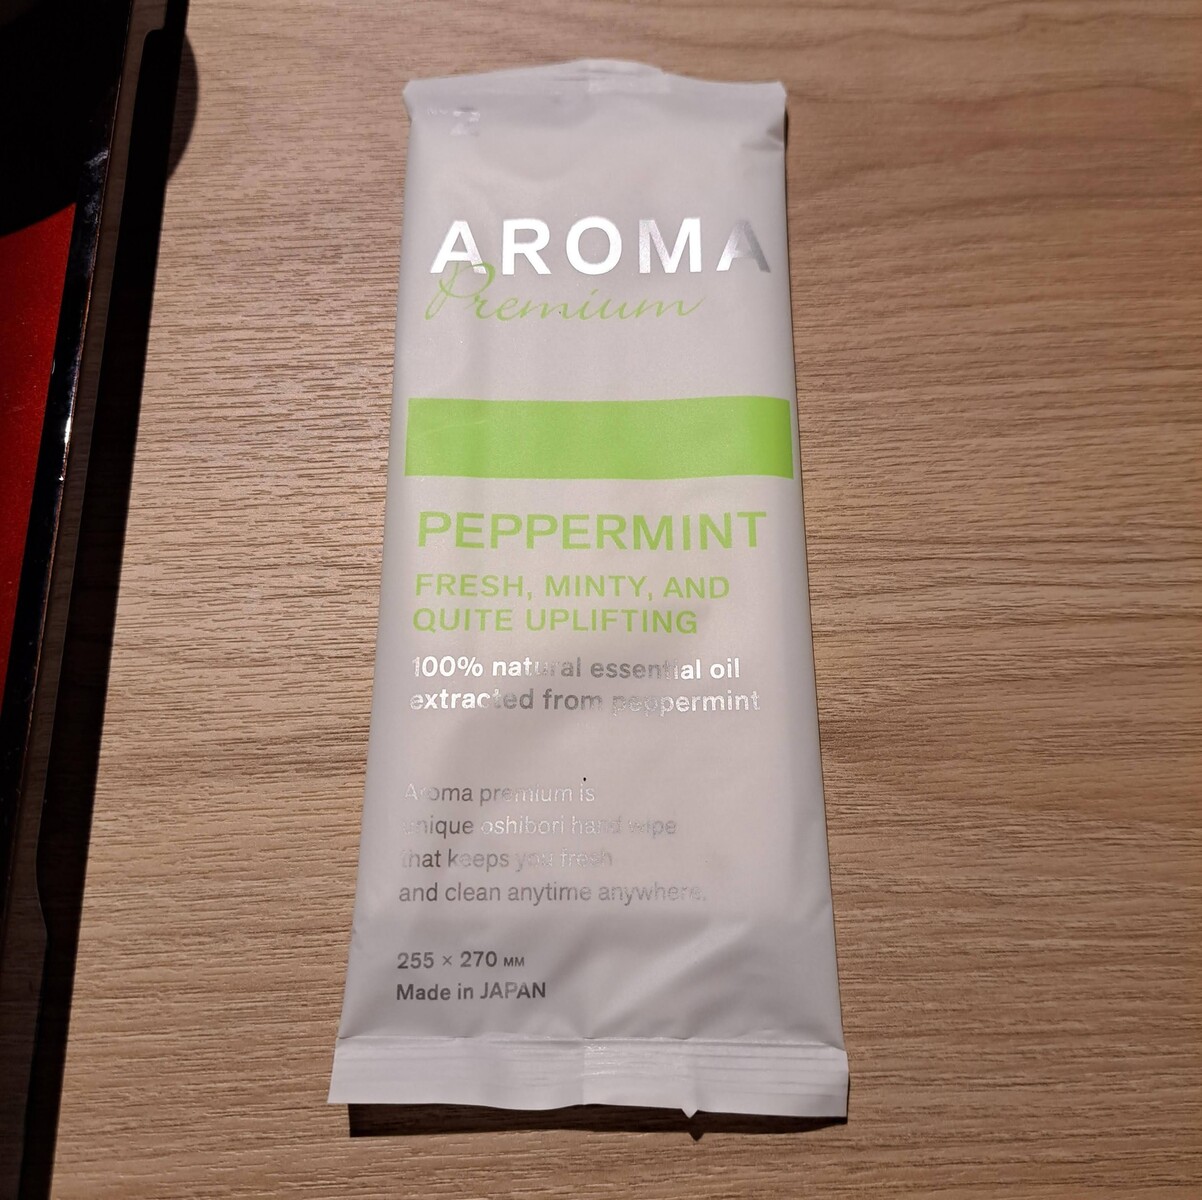 AROMA
Premium
PEPPERMINT
FRESH, MINTY, AND
QUITE UPLIFTING
100% natural essential oil
extracted from peppermint
Aroma premium is
unique oshibori hand wipe
that keeps you fresh
and clean anytime anywhere.
255 × 270 MM
Made in JAPAN